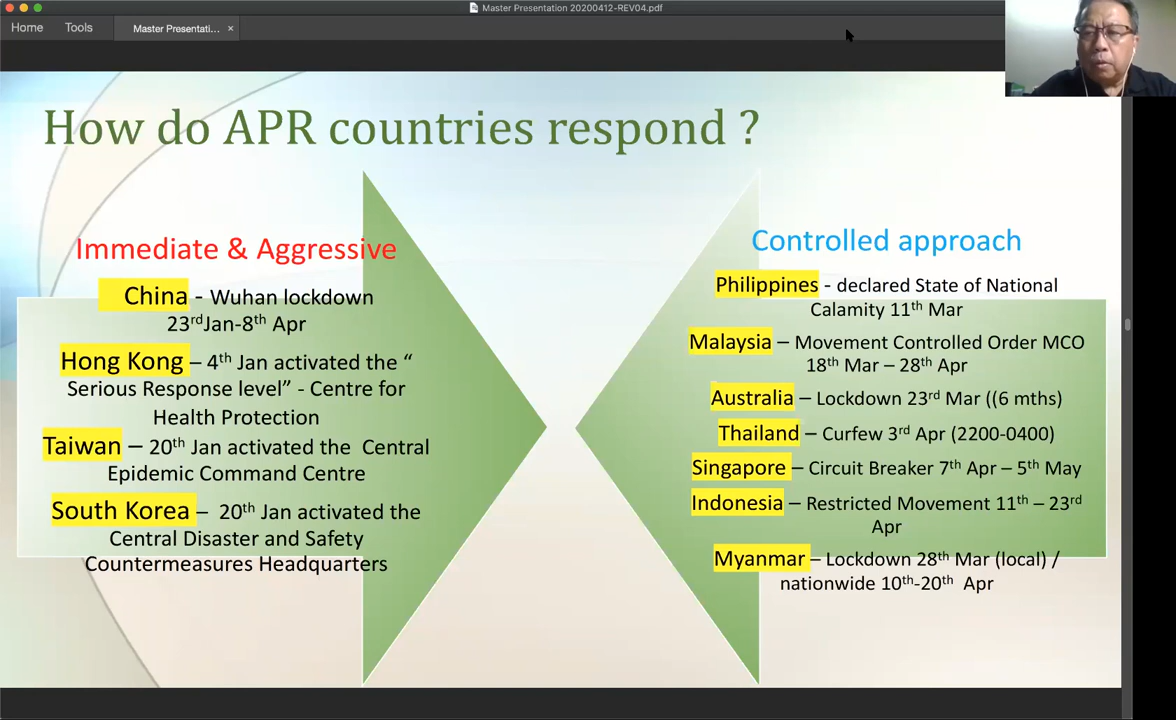 Master Presentation 20200412-REV04.pdf
Home Tools Master Presentati... ×
How do APR countries respond ?
Immediate & Aggressive
China - Wuhan lockdown
23rdJan-8th Apr
Hong Kong – 4th Jan activated the “
Serious Response level” - Centre for
Health Protection
Taiwan – 20th Jan activated the Central
Epidemic Command Centre
South Korea – 20th Jan activated the
Central Disaster and Safety
Countermeasures Headquarters
Controlled approach
Philippines - declared State of National
Calamity 11th Mar
Malaysia – Movement Controlled Order MCO
18th Mar – 28th Apr
Australia – Lockdown 23rd Mar ((6 mths)
Thailand – Curfew 3rd Apr (2200-0400)
Singapore – Circuit Breaker 7th Apr – 5th May
Indonesia – Restricted Movement 11th – 23rd
Apr
Myanmar – Lockdown 28th Mar (local) /
nationwide 10th-20th Apr